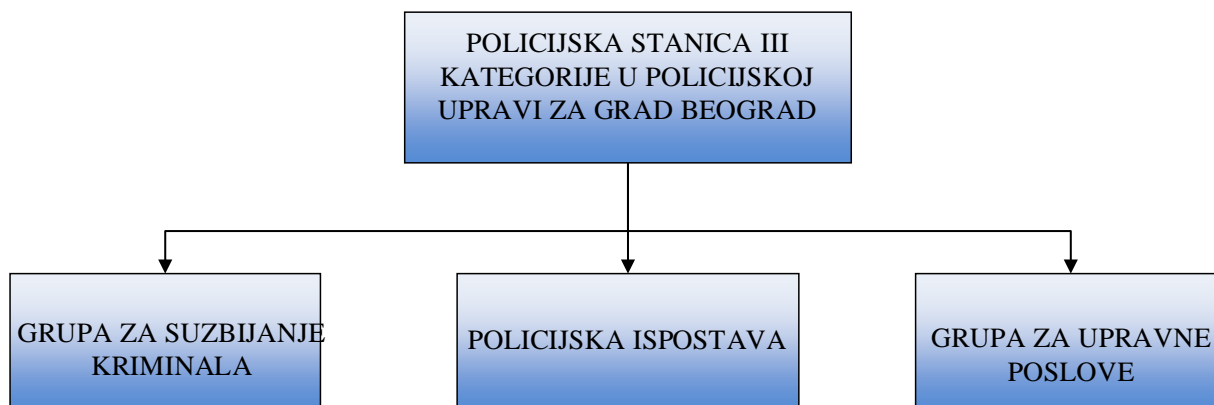 POLICIJSKA STANICA III
KATEGORIJE U POLICIJSKOJ
UPRAVI ZA GRAD BEOGRAD
GRUPA ZA SUZBIJANJE
KRIMINALA
POLICIJSKA ISPOSTAVA
GRUPA ZA UPRAVNE
POSLOVE